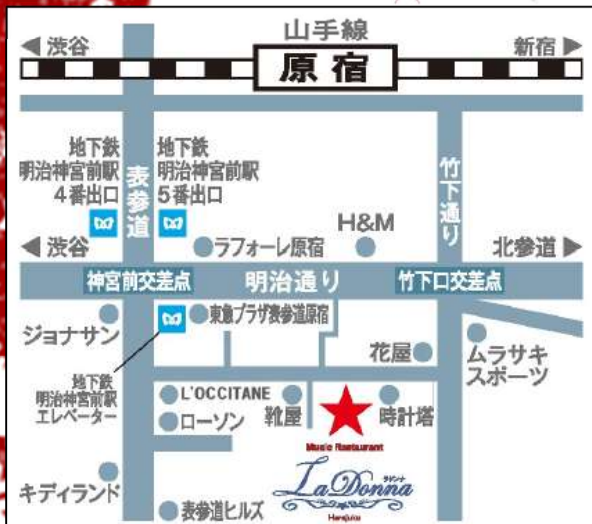 山手線
◀ 渋谷
原宿
新宿 ▶
地下鉄
明治神宮前駅
4番出口
表参道
地下鉄
明治神宮前駅
5番出口
竹下通り
◀ 渋谷
ラフォーレ原宿
H&M
北参道 ▶
神宮前交差点
明治通り
竹下口交差点
ジョナサン
東急プラザ表参道原宿
地下鉄
明治神宮前駅
エレベーター
花屋
ムラサキ
スポーツ
L'OCCITANE
ローソン
靴屋
時計塔
Music Restaurant
ラドンナ
La Donna
Harajuku
キディランド
表参道ヒルズ